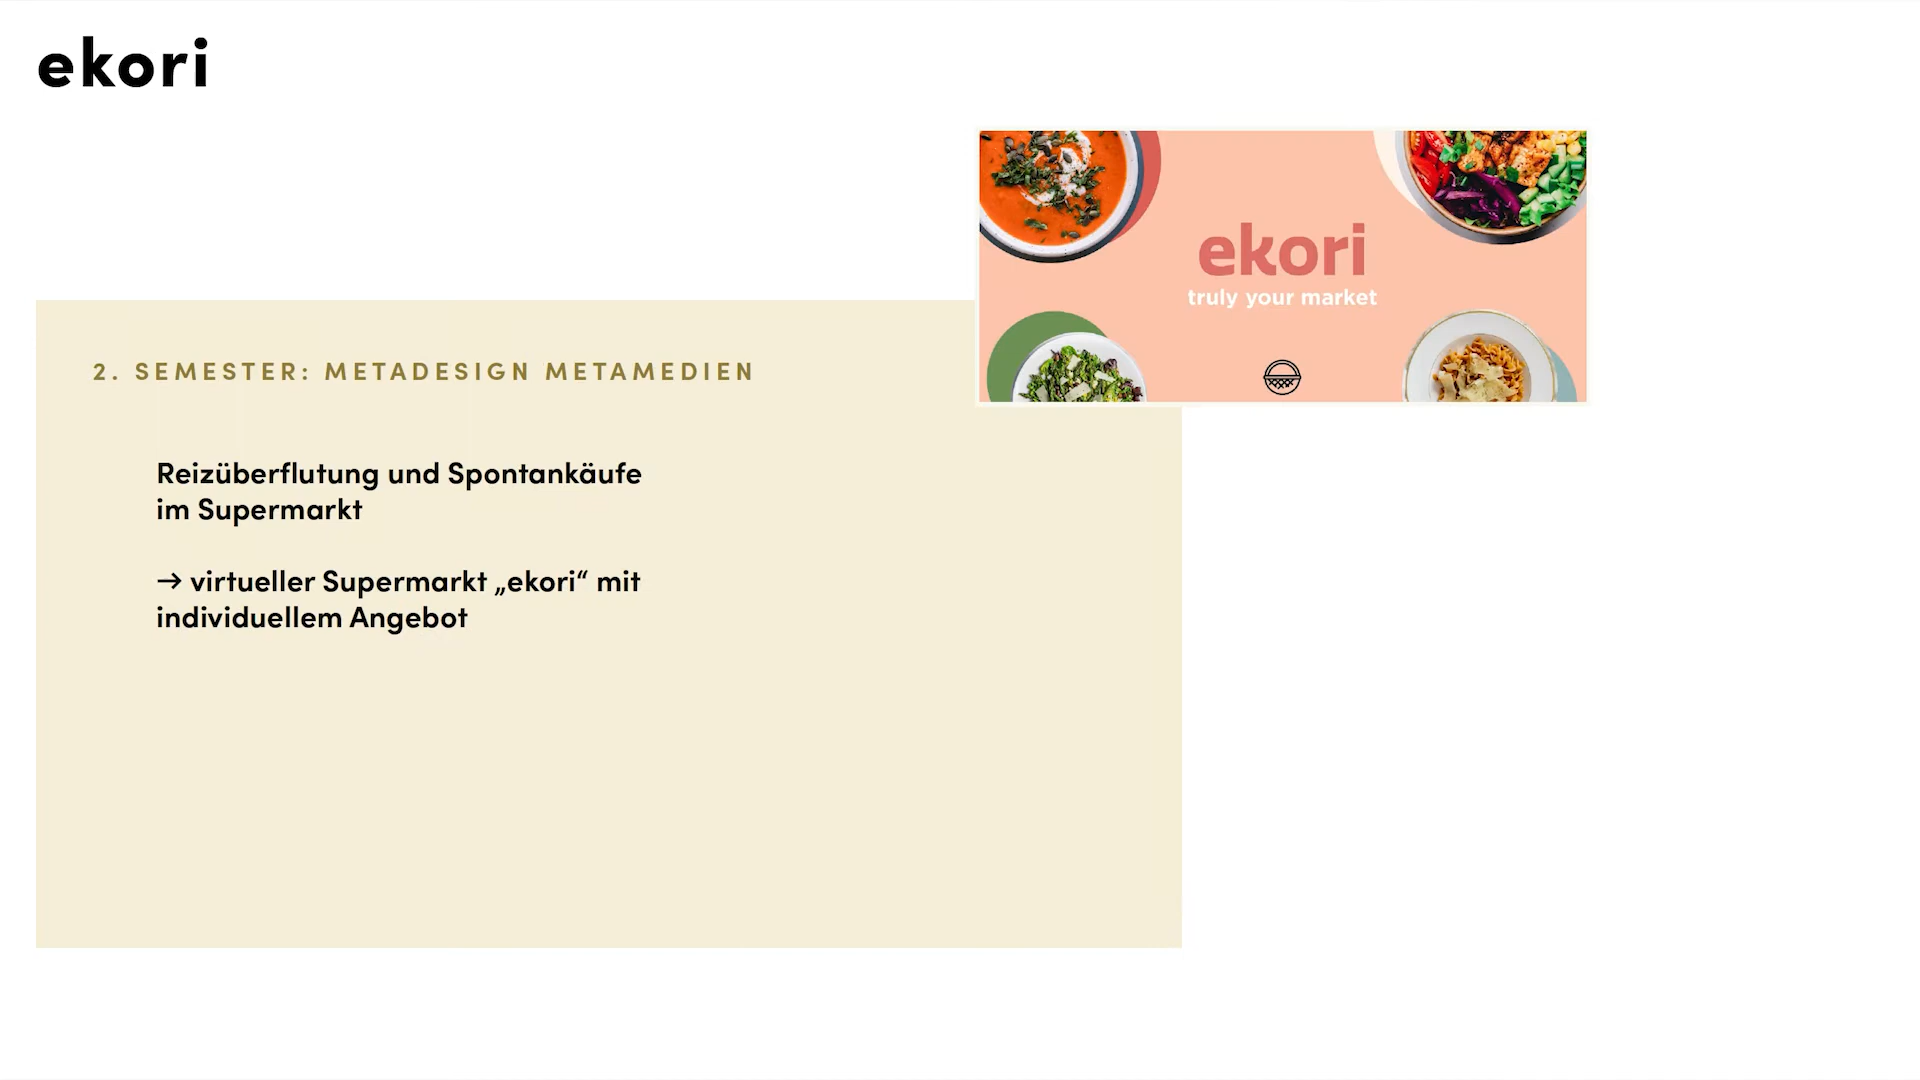 ekori
ekori
truly your market
2. SEMESTER: METADESIGN METAMEDIEN
Reizüberflutung und Spontankäufe
im Supermarkt
→ virtueller Supermarkt „ekori“ mit
individuellem Angebot